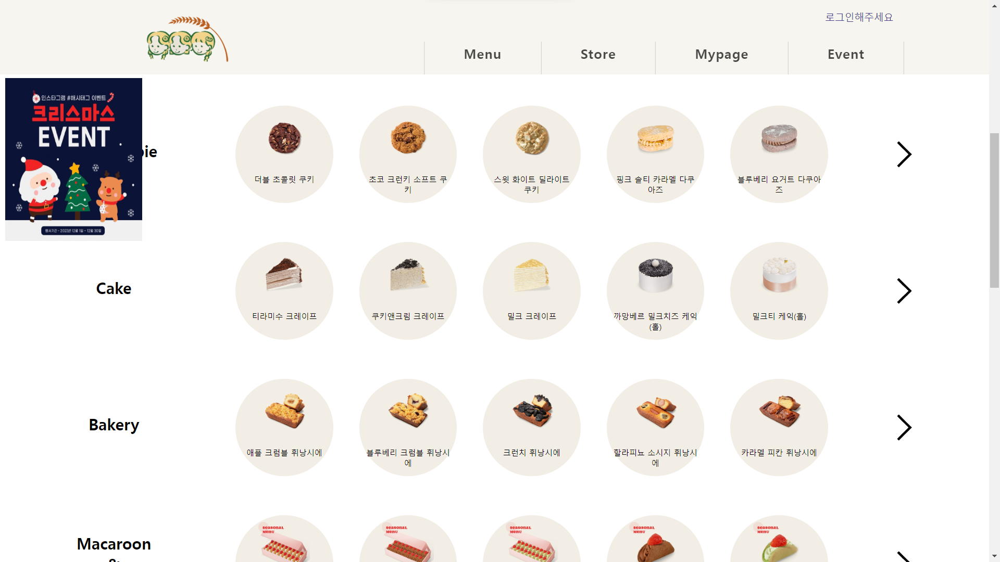 로그인해주세요
Menu
Store
Mypage
Event
인스타그램 #해시태그 이벤트
크리스마스
EVENT
행사기간 - 2022년 12월 1일 ~ 12월 30일
더블 초콜릿 쿠키
초코 크런키 소프트 쿠
키
스윗 화이트 딜라이트
쿠키
핑크 솔티 카라멜 다쿠
아즈
블루베리 요거트 다쿠아
즈
Cake
티라미수 크레이프
쿠키앤크림 크레이프
밀크 크레이프
까망베르 밀크치즈 케익
(홀)
밀크티 케익(홀)
Bakery
애플 크럼블 휘낭시에
블루베리 크럼블 휘낭시
에
크런치 휘낭시에
할라피뇨 소시지 휘낭시
에
카라멜 피칸 휘낭시에
Macaroon
&
SEASONAL
MENU
SEASONAL
MENU
SEASONAL
MENU
SEASONAL
MENU
SEASONAL
MENU